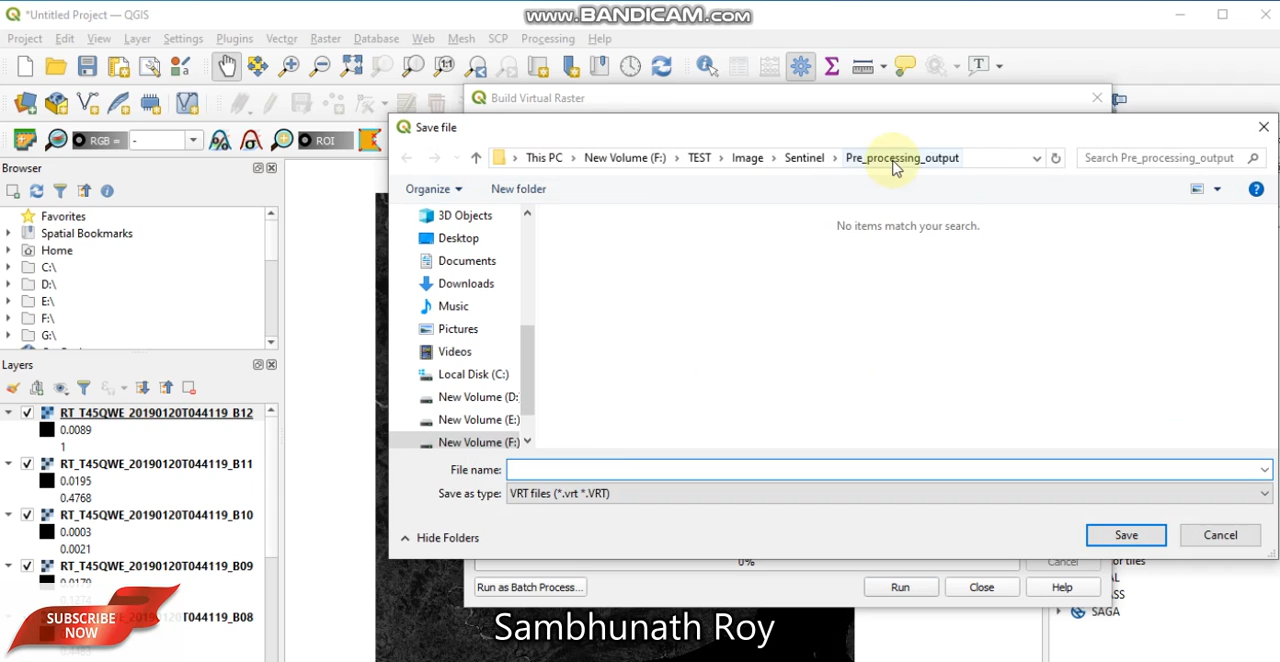 *Untitled Project — QGIS
www.BANDICAM.com
Project Edit View Layer Settings Plugins Vector Raster Database Web Mesh SCP Processing Help
Build Virtual Raster
Save file
RGB =
-
ROI
This PC > New Volume (F:) > TEST > Image > Sentinel > Pre_processing_output
Search Pre_processing_output
Organize
New folder
Browser
Favorites
Spatial Bookmarks
Home
C:\
D:\
E:\
F:\
G:\
3D Objects
Desktop
Documents
Downloads
Music
Pictures
Videos
Local Disk (C:)
New Volume (D:
New Volume (E:)
New Volume (F:)
No items match your search.
Layers
RT_T45QWE_20190120T044119_B12
0.0089
1
RT_T45QWE_20190120T044119_B11
0.0195
0.4768
RT_T45QWE_20190120T044119_B10
0.0003
0.0021
RT_T45QWE_20190120T044119_B09
File name:
Save as type:
VRT files (*.vrt *.VRT)
Hide Folders
Save
Cancel
0%
Cancel
Run as Batch Process...
Run
Close
Help
SAGA
SUBSCRIBE
NOW
Sambhunath Roy